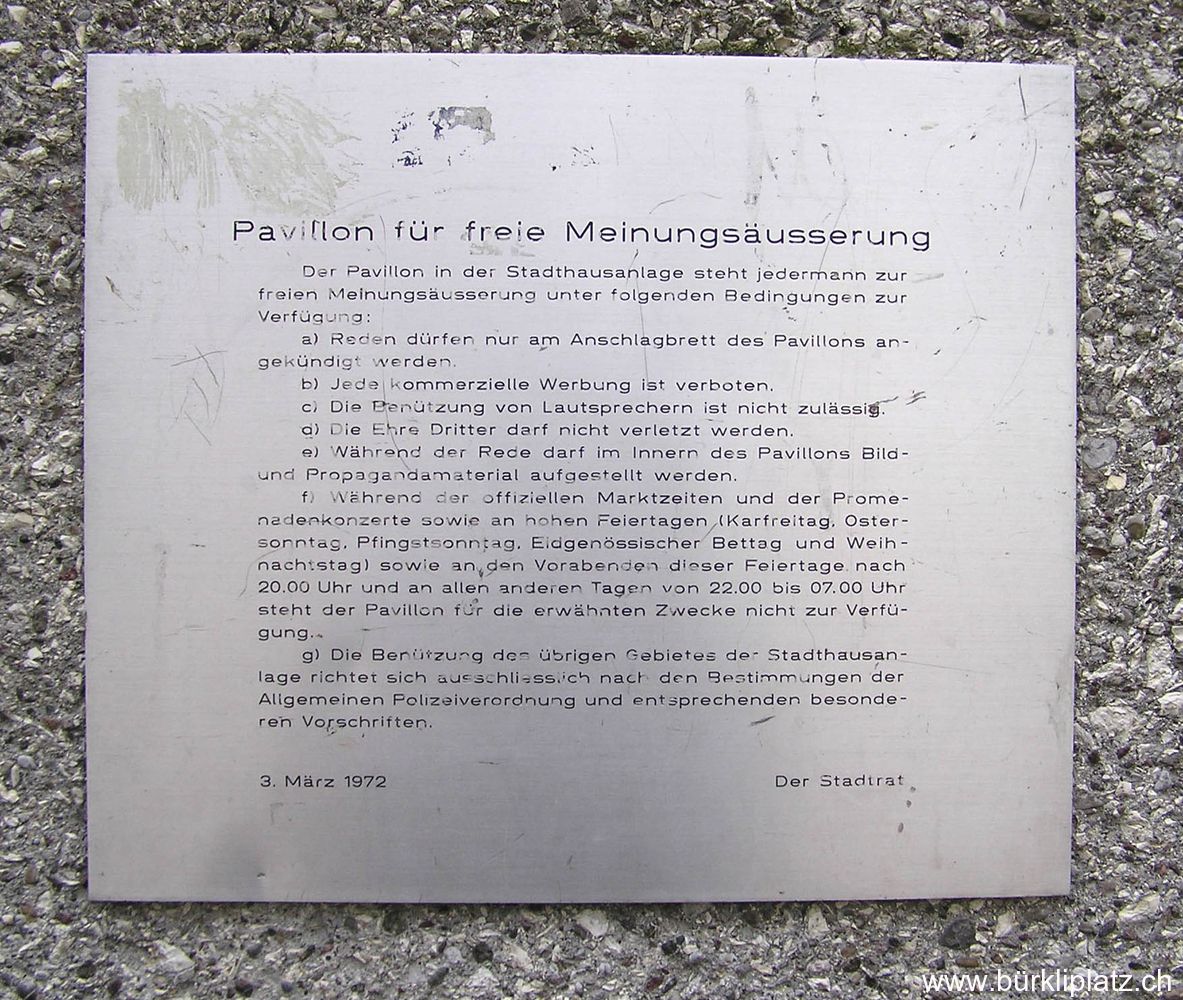 Pavillon für freie Meinungsäusserung
Der Pavillon in der Stadthausanlage steht jedermann zur
freien Meinungsäusserung unter folgenden Bedingungen zur
Verfügung:
a) Reden dürfen nur am Anschlagbrett des Pavillons an-
gekündigt werden.
b) Jede kommerzielle Werbung ist verboten.
c) Die Benützung von Lautsprechern ist nicht zulässig.
d) Die Ehre Dritter darf nicht verletzt werden.
e) Während der Rede darf im Innern des Pavillons Bild-
und Propagandamaterial aufgestellt werden.
f) Während der offiziellen Marktzeiten und der Prome-
nadenkonzerte sowie an hohen Feiertagen (Karfreitag, Oster-
sonntag, Pfingstsonntag, Eidgenössischer Bettag und Weih-
nachtstag) sowie an den Vorabenden dieser Feiertage nach
20.00 Uhr und an allen anderen Tagen von 22.00 bis 07.00 Uhr
steht der Pavillon für die erwähnten Zwecke nicht zur Verfü-
gung.
g) Die Benützung des übrigen Gebietes der Stadthausan-
lage richtet sich ausschliesslich nach den Bestimmungen der
Allgemeinen Polizeiverordnung und entsprechenden besonde-
ren Vorschriften.
3. März 1972 Der Stadtrat
www.bürkliplatz.ch